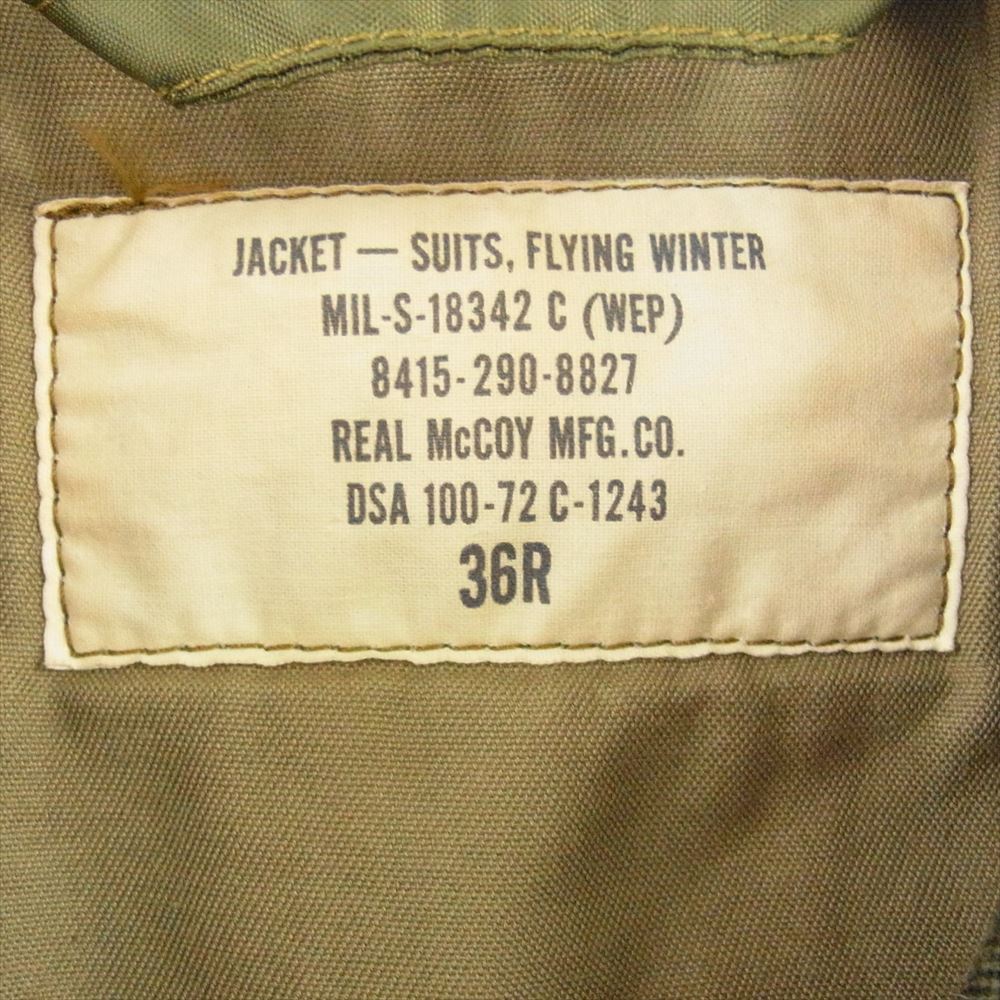 JACKET — SUITS, FLYING WINTER
MIL-S-18342 C (WEP)
8415-290-8827
REAL McCOY MFG. CO.
DSA 100-72 C-1243
36R